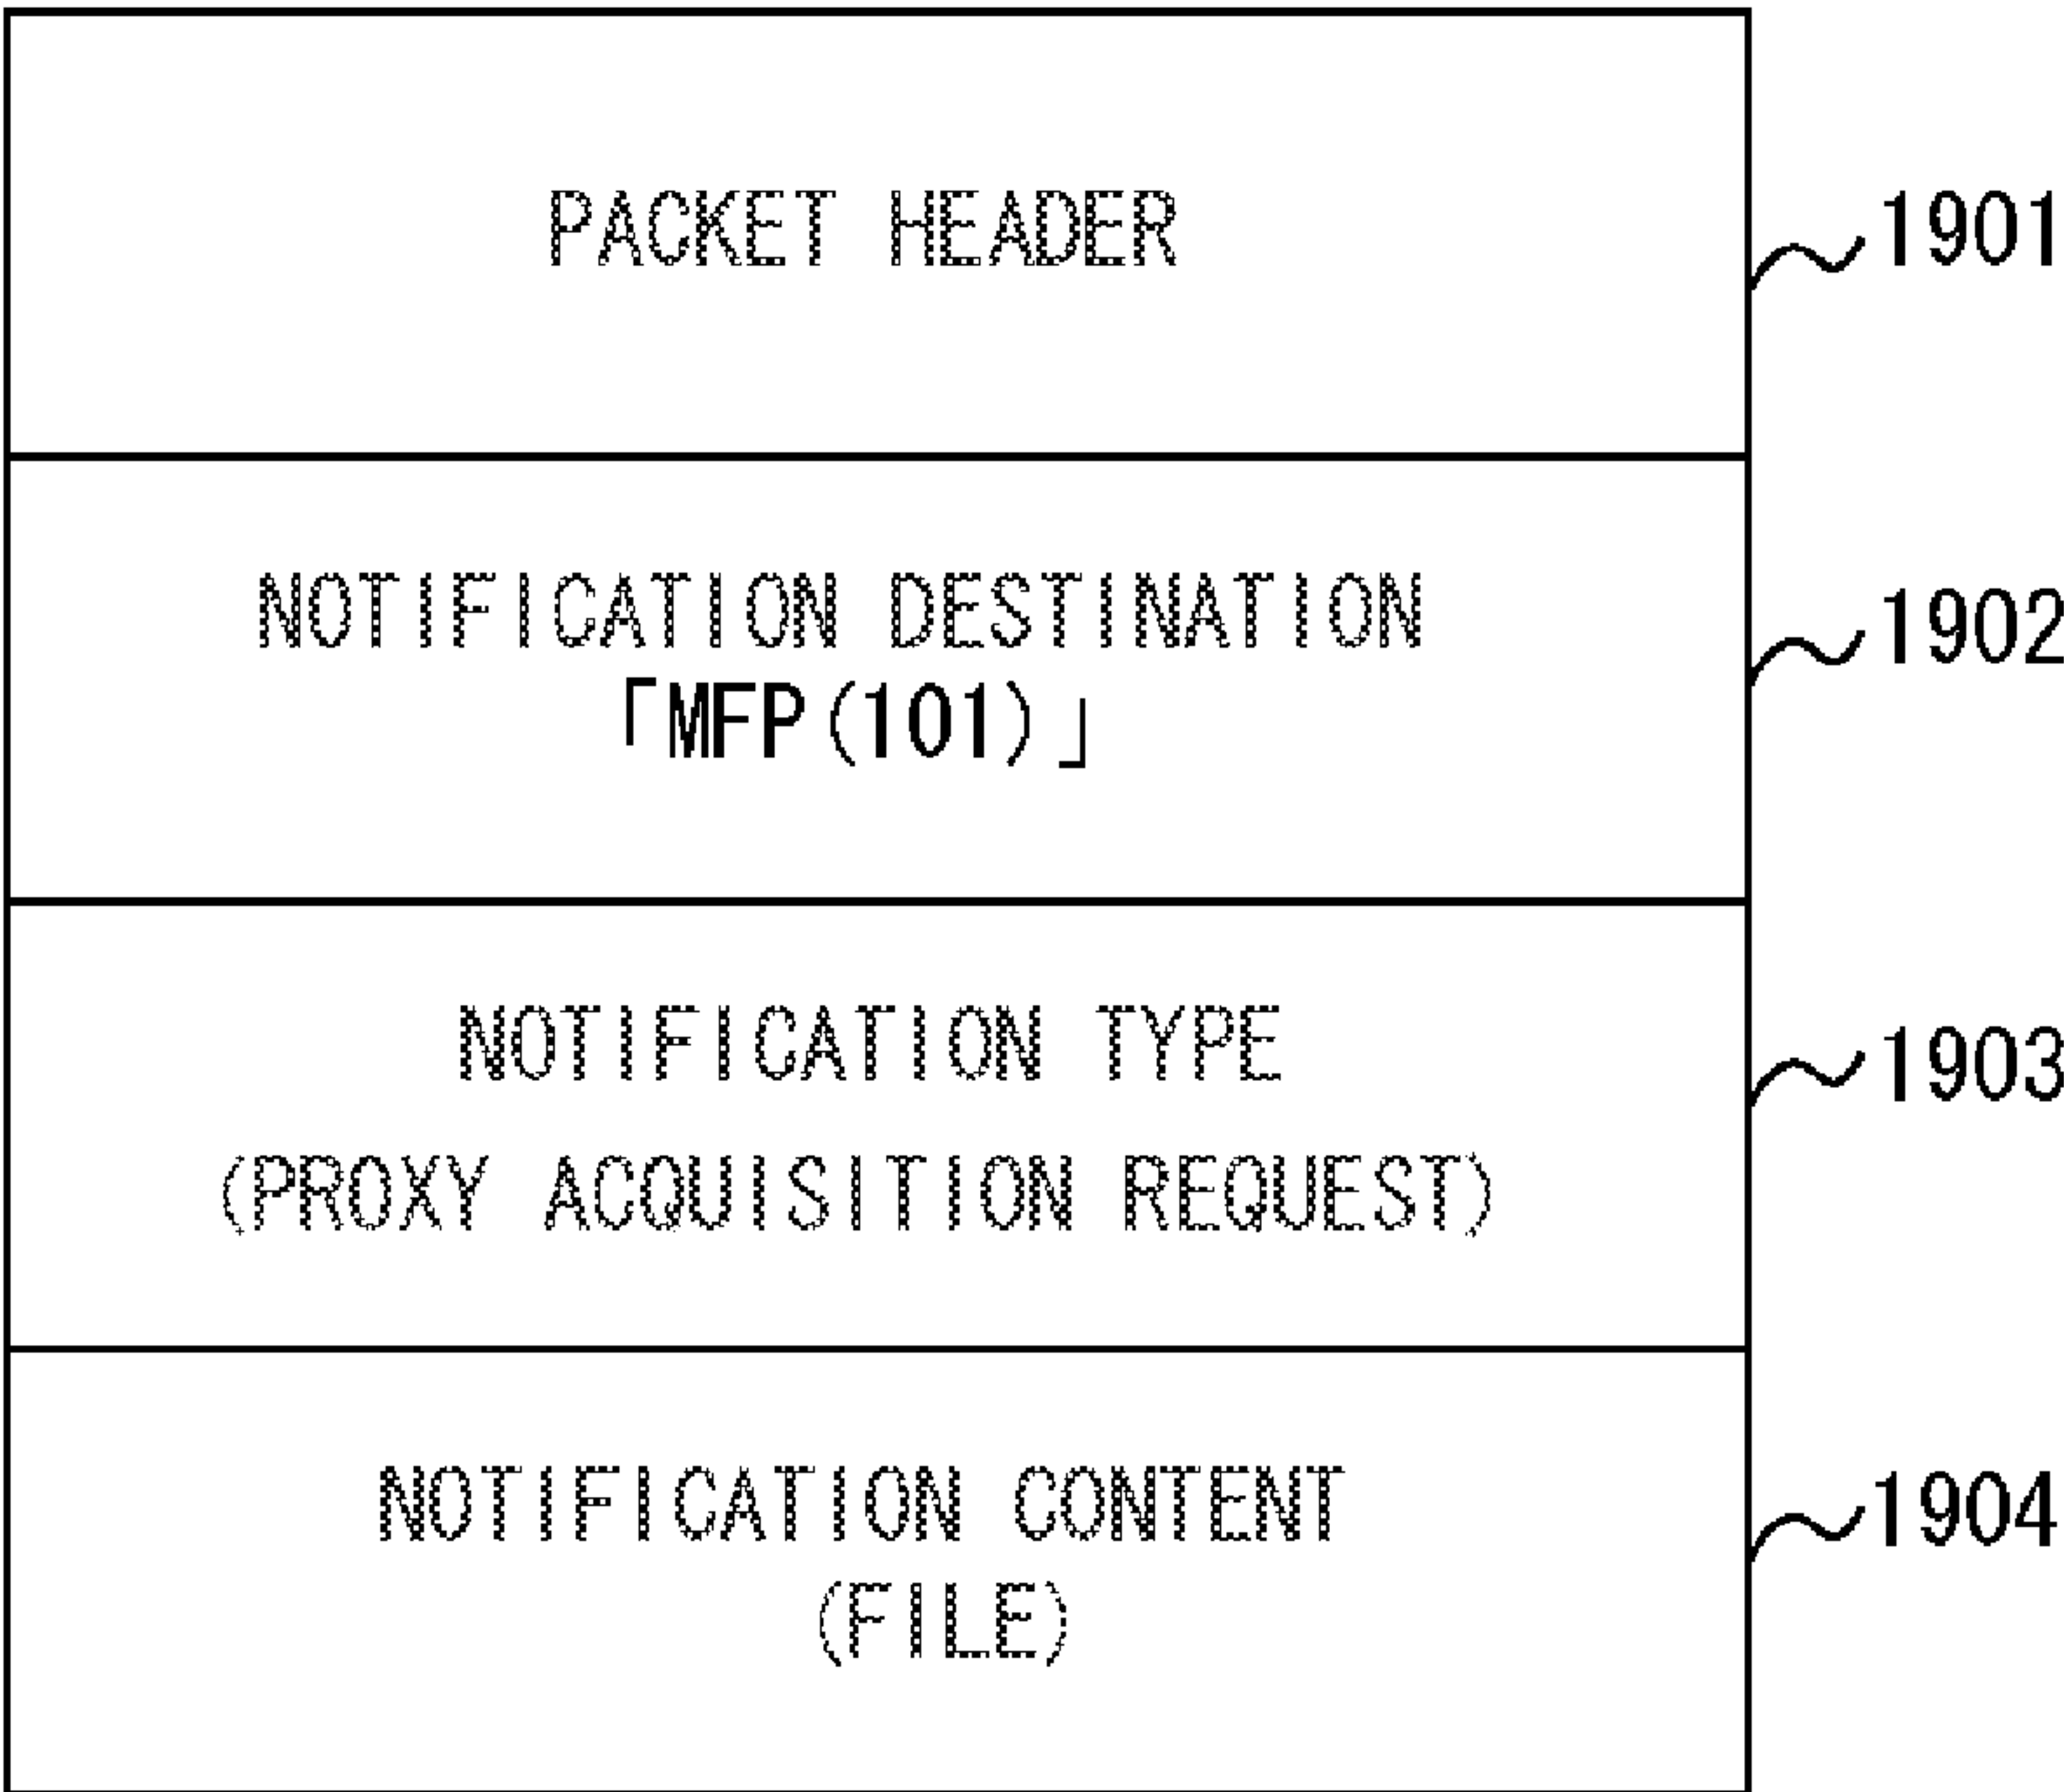 PACKET HEADER
1901
NOTIFICATION DESTINATION
「MFP(101)」
1902
NOTIFICATION TYPE
(PROXY ACQUISITION REQUEST)
1903
NOTIFICATION CONTENT
(FILE)
1904